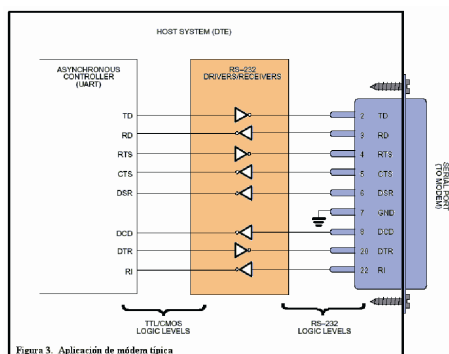 HOST SYSTEM (DTE)
ASYNCHRONOUS
CONTROLLER
(UART)
RS-232
DRIVERS/RECEIVERS
TD
RD
RTS
CTS
DSR
DCD
DTR
RI
2 TD
3 RD
4 RTS
5 CTS
6 DSR
7 GND
8 DCD
20 DTR
22 RI
SERIAL PORT
(TO MODEM)
TTL/CMOS
LOGIC LEVELS
RS-232
LOGIC LEVELS
Figura 3. Aplicación de módem típica